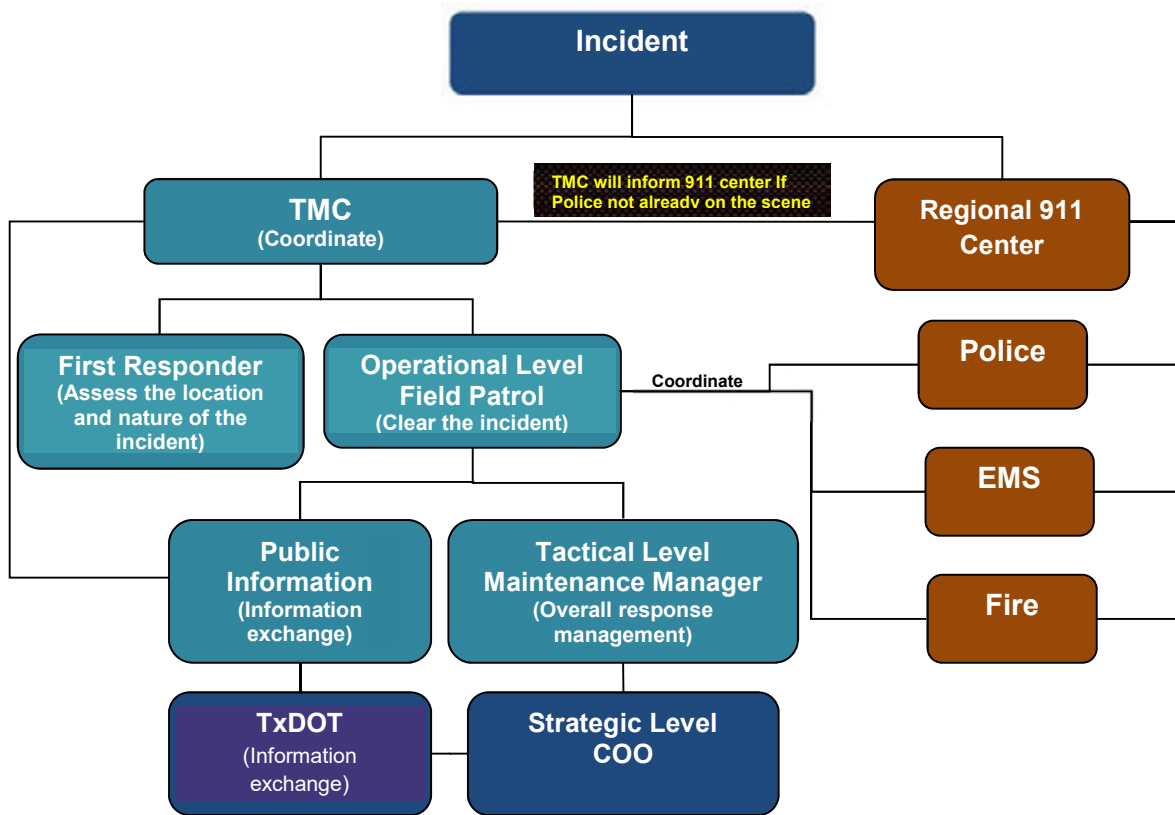 Incident
TMC will inform 911 center If
Police not already on the scene
TMC
(Coordinate)
Regional 911
Center
First Responder
(Assess the location
and nature of the
incident)
Operational Level
Field Patrol
(Clear the incident)
Coordinate
Police
EMS
Public
Information
(Information
exchange)
Tactical Level
Maintenance Manager
(Overall response
management)
Fire
TxDOT
(Information
exchange)
Strategic Level
COO